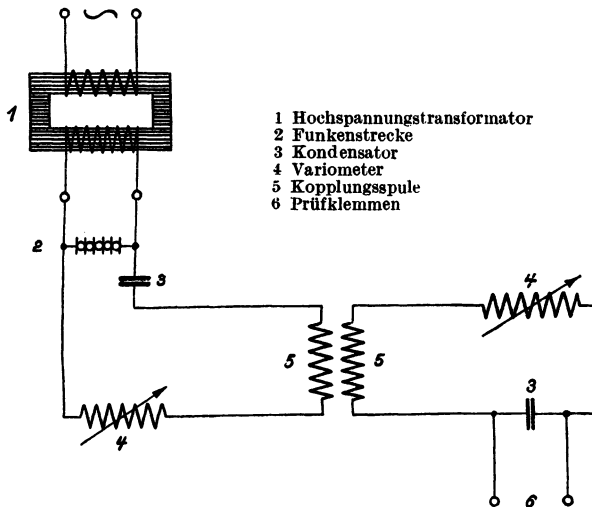 1
1 Hochspannungstransformator
2 Funkenstrecke
3 Kondensator
4 Variometer
5 Kopplungsspule
6 Prüfklemmen
2
3
4
5 5
3
4
6